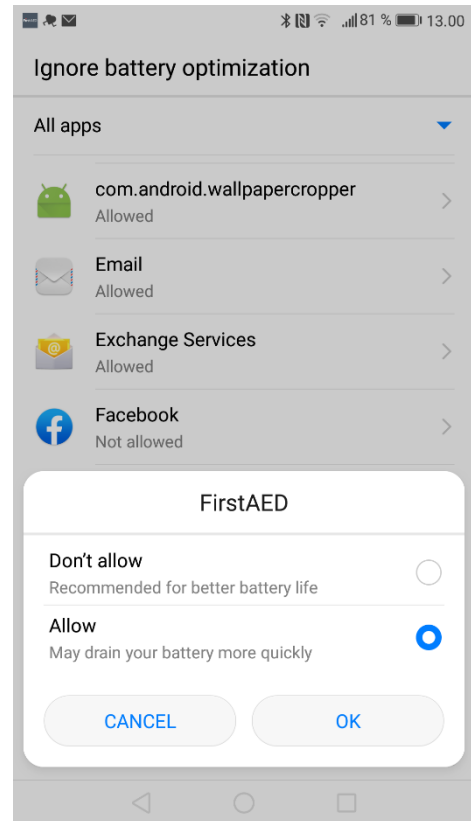 81 % 13.00
Ignore battery optimization
All apps
com.android.wallpapercropper
Allowed
Email
Allowed
Exchange Services
Allowed
Facebook
Not allowed
FirstAED
Don't allow
Recommended for better battery life
Allow
May drain your battery more quickly
CANCEL OK